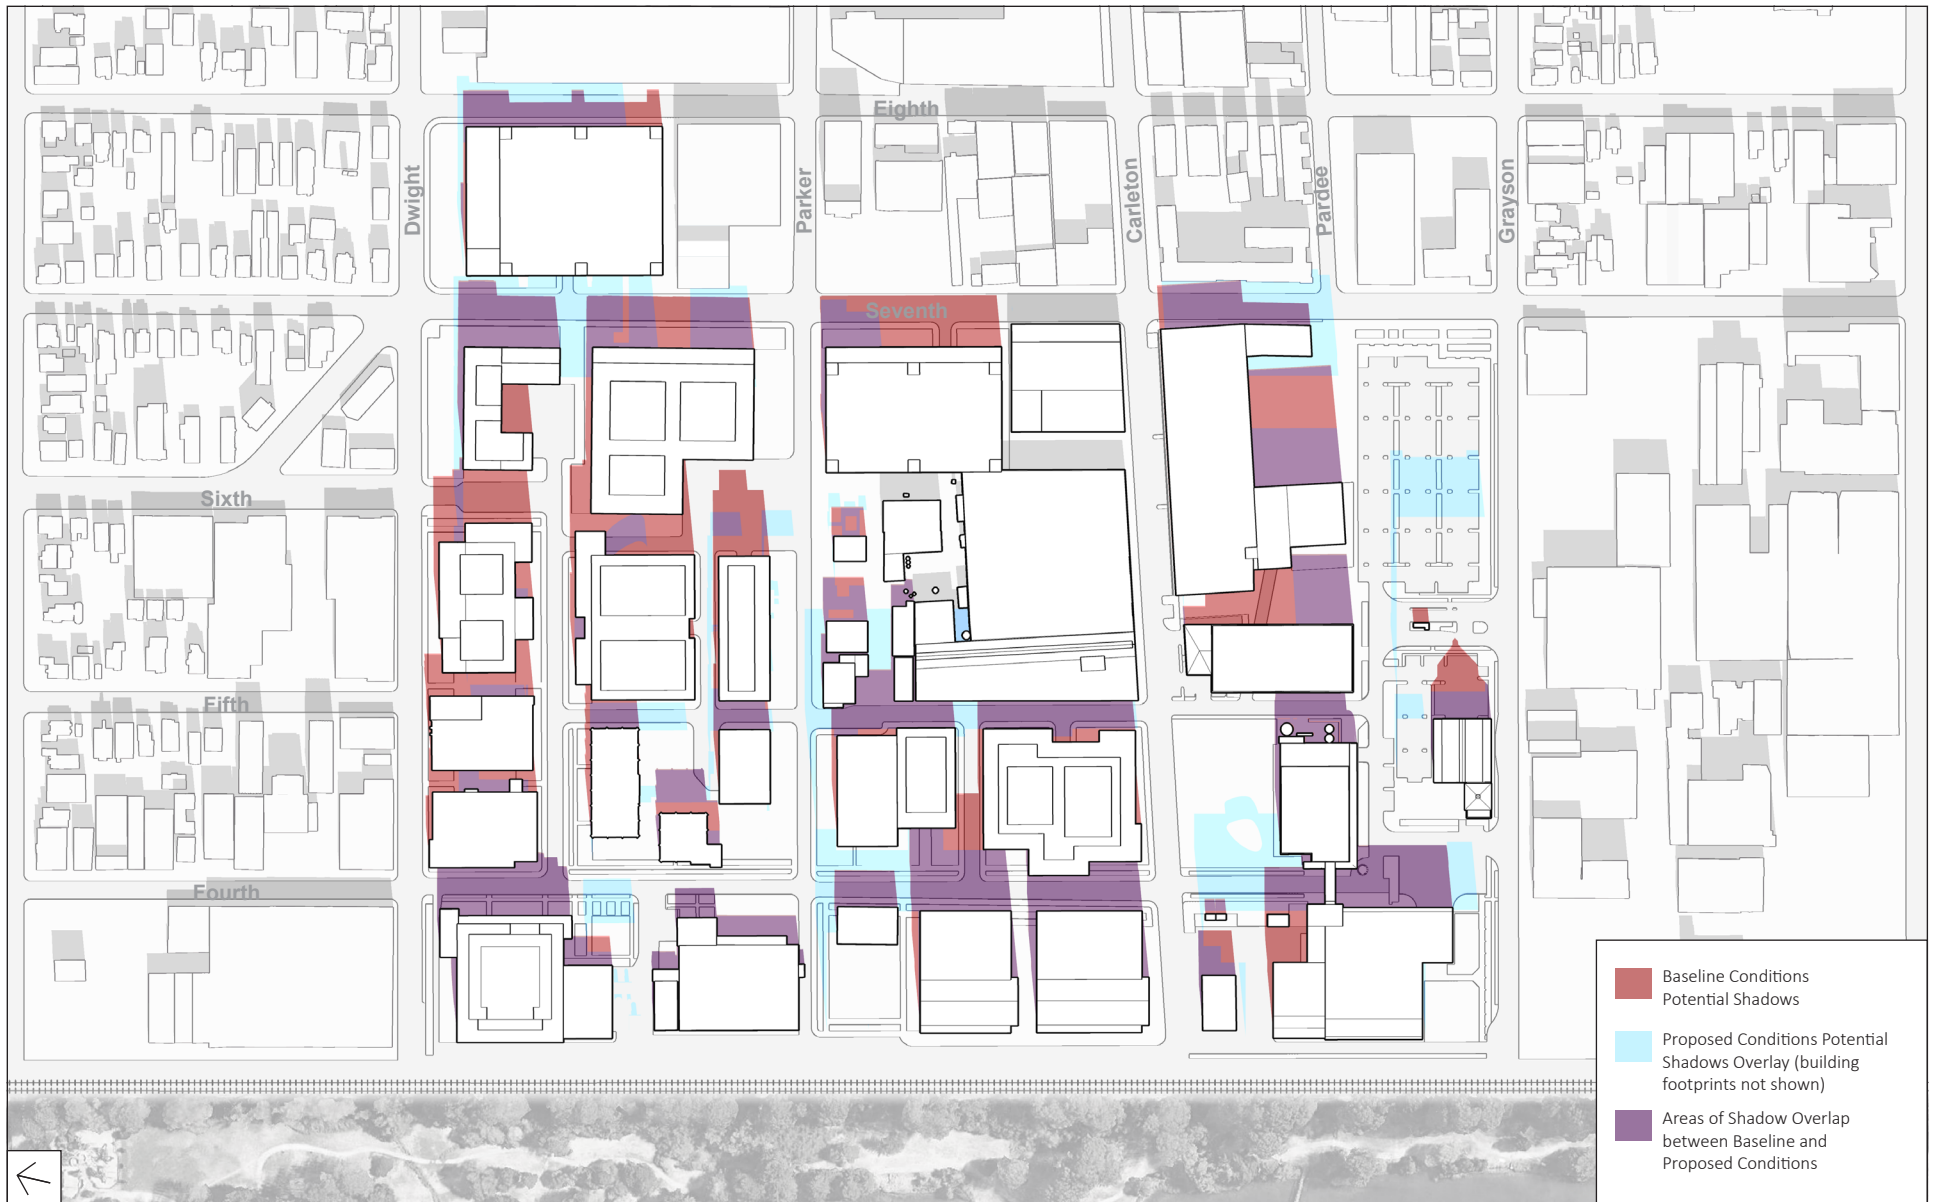 Eighth
Dwight
Parker
Carleton
Pardee
Grayson
Seventh
Sixth
Fifth
Fourth
Baseline Conditions
Potential Shadows
Proposed Conditions Potential
Shadows Overlay (building
footprints not shown)
Areas of Shadow Overlap
between Baseline and
Proposed Conditions